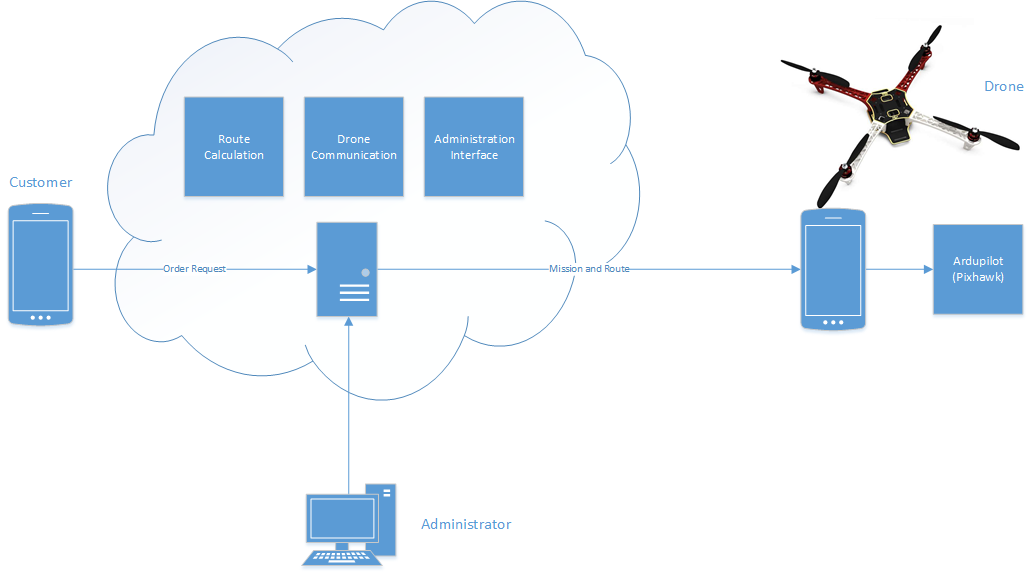 Drone
Route
Calculation
Drone
Communication
Administration
Interface
Customer
Order Request
Mission and Route
Ardupilot
(Pixhawk)
Administrator